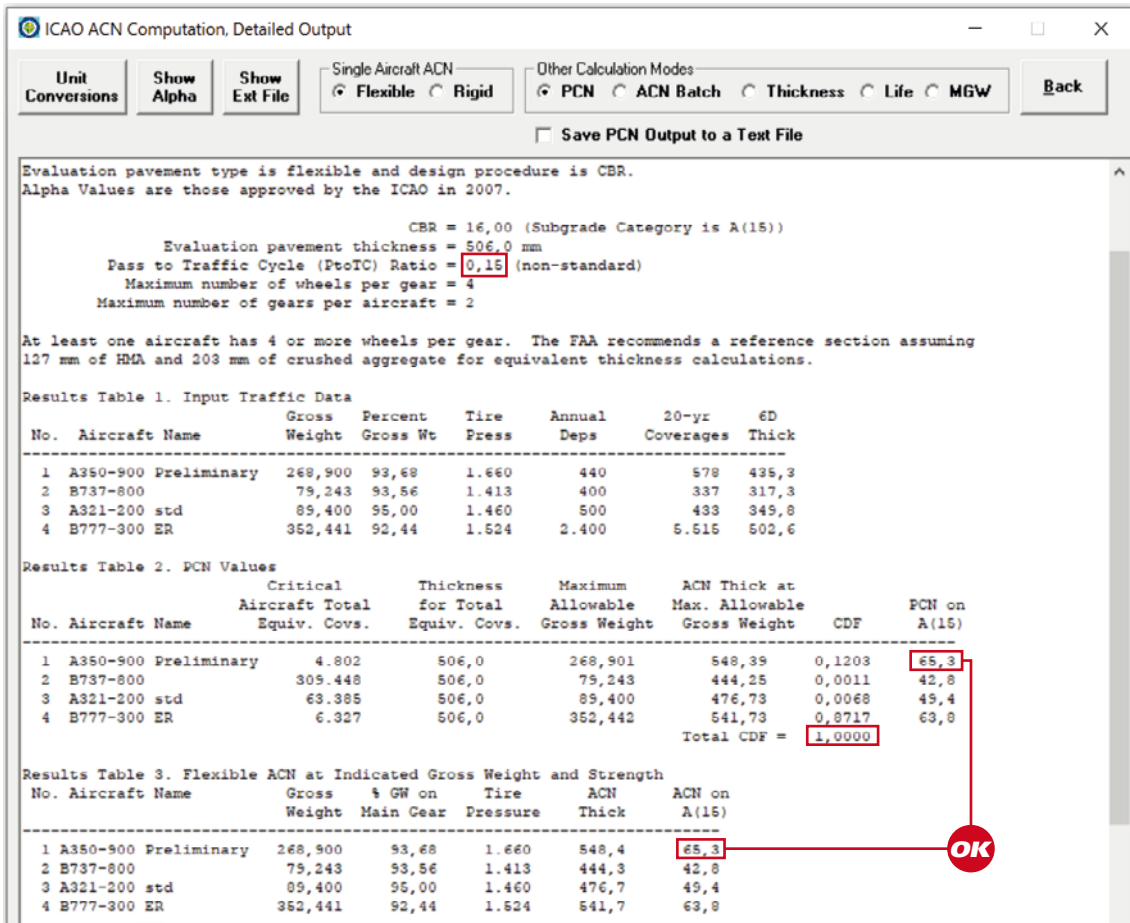 ICAO ACN Computation, Detailed Output
Unit Conversions
Show Alpha
Show Ext File
Single Aircraft ACN
Flexible Rigid
Other Calculation Modes
PCN ACN Batch Thickness Life MGW
Back
Save PCN Output to a Text File
Evaluation pavement type is flexible and design procedure is CBR.
Alpha Values are those approved by the ICAO in 2007.
CBR = 16,00 (Subgrade Category is A(15))
Evaluation pavement thickness = 506,0 mm
Pass to Traffic Cycle (PtoTC) Ratio = 0,15 (non-standard)
Maximum number of wheels per gear = 4
Maximum number of gears per aircraft = 2
At least one aircraft has 4 or more wheels per gear. The FAA recommends a reference section assuming
127 mm of HMA and 203 mm of crushed aggregate for equivalent thickness calculations.
Results Table 1. Input Traffic Data
Gross Percent Tire Annual 20-yr 6D
No. Aircraft Name Weight Gross Wt Press Deps Coverages Thick
1 A350-900 Preliminary 268,900 93,68 1.660 440 578 435,3
2 B737-800 79,243 93,56 1.413 400 337 317,3
3 A321-200 std 89,400 95,00 1.460 500 433 349,8
4 B777-300 ER 352,441 92,44 1.524 2.400 5.515 502,6
Results Table 2. PCN Values
Critical Thickness Maximum ACN Thick at
Aircraft Total for Total Allowable Max. Allowable PCN on
No. Aircraft Name Equiv. Covs. Equiv. Covs. Gross Weight Gross Weight CDF A(15)
1 A350-900 Preliminary 4.802 506,0 268,901 548,39 0,1203 65,3
2 B737-800 309.448 506,0 79,243 444,25 0,0011 42,8
3 A321-200 std 63.385 506,0 89,400 476,73 0,0068 49,4
4 B777-300 ER 6.327 506,0 352,442 541,73 0,8717 63,8
Total CDF = 1,0000
Results Table 3. Flexible ACN at Indicated Gross Weight and Strength
No. Aircraft Name Gross % GW on Tire ACN ACN on
Weight Main Gear Pressure Thick A(15)
1 A350-900 Preliminary 268,900 93,68 1.660 548,4 65,3
2 B737-800 79,243 93,56 1.413 444,3 42,8
3 A321-200 std 89,400 95,00 1.460 476,7 49,4
4 B777-300 ER 352,441 92,44 1.524 541,7 63,8
OK